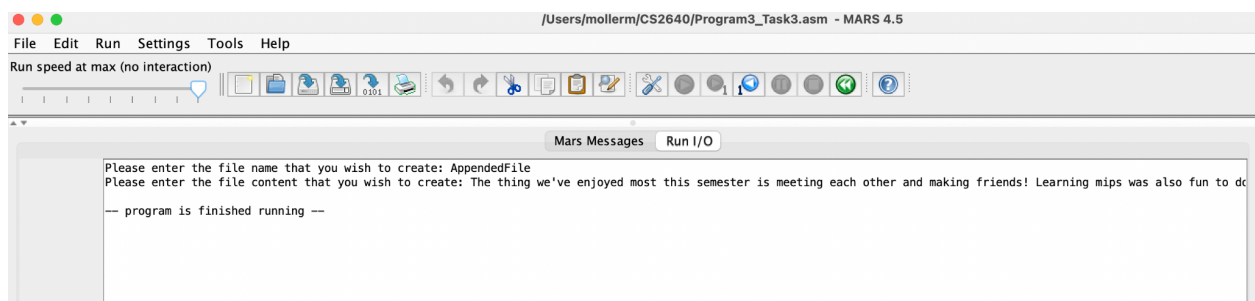 /Users/mollerm/CS2640/Program3_Task3.asm - MARS 4.5
File Edit Run Settings Tools Help
Run speed at max (no interaction)
0101
1
1
Mars Messages Run I/O
Please enter the file name that you wish to create: AppendedFile
Please enter the file content that you wish to create: The thing we've enjoyed most this semester is meeting each other and making friends! Learning mips was also fun to do
-- program is finished running --